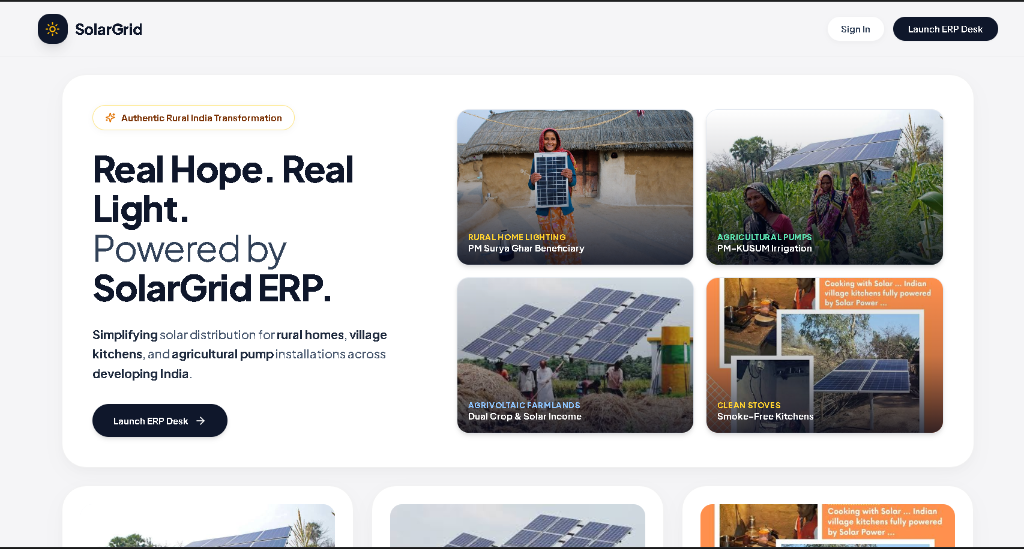 SolarGrid
Sign In
Launch ERP Desk
Authentic Rural India Transformation
Real Hope. Real
Light.
Powered by
SolarGrid ERP.
Simplifying solar distribution for rural homes, village
kitchens, and agricultural pump installations across
developing India.
Launch ERP Desk
RURAL HOME LIGHTING
PM Surya Ghar Beneficiary
AGRICULTURAL PUMPS
PM-KUSUM Irrigation
AGRIVOLTAIC FARMLANDS
Dual Crop & Solar Income
Cooking with Solar ... Indian
village kitchens fully powered
by Solar Power ...
CLEAN STOVES
Smoke-Free Kitchens
Cooking with Solar ... Indian
village kitchens fully powered
by Solar Power ...